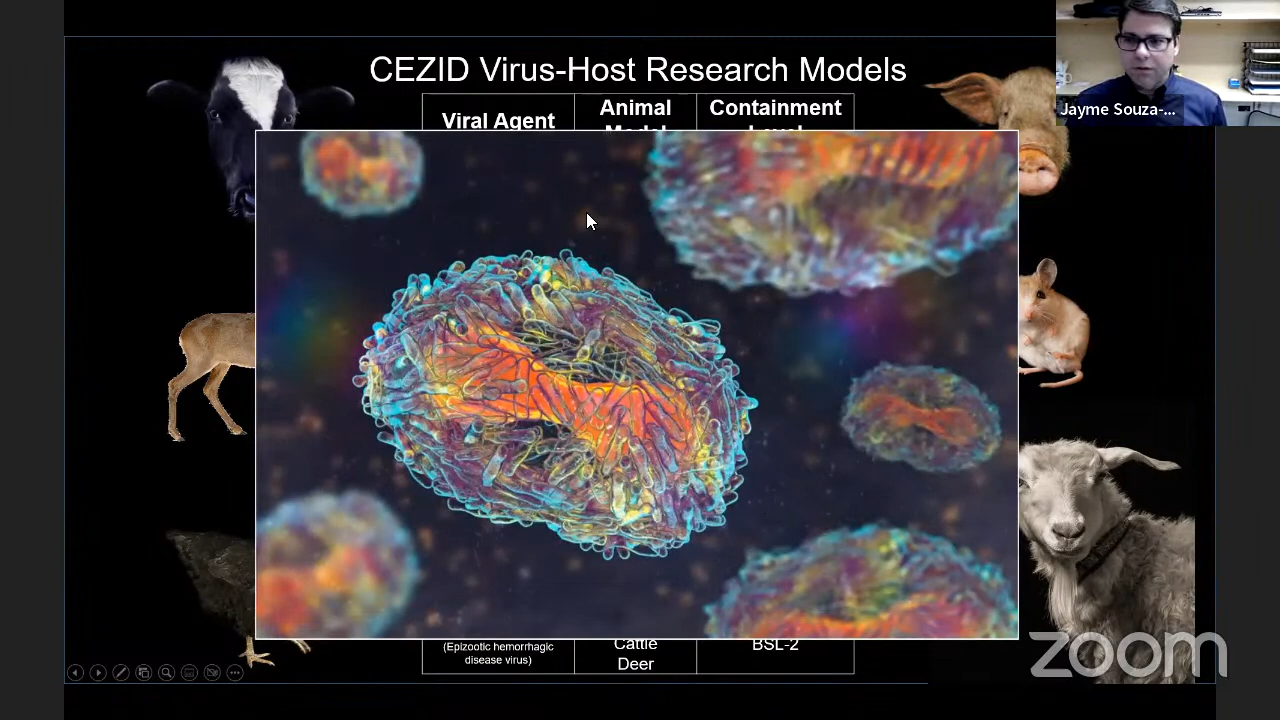 CEZID Virus-Host Research Models
Viral Agent
Animal
Containment
Jayme Souza-...
(Epizootic hemorrhagic
disease virus)
Cattle
Deer
BSL-2
zoom